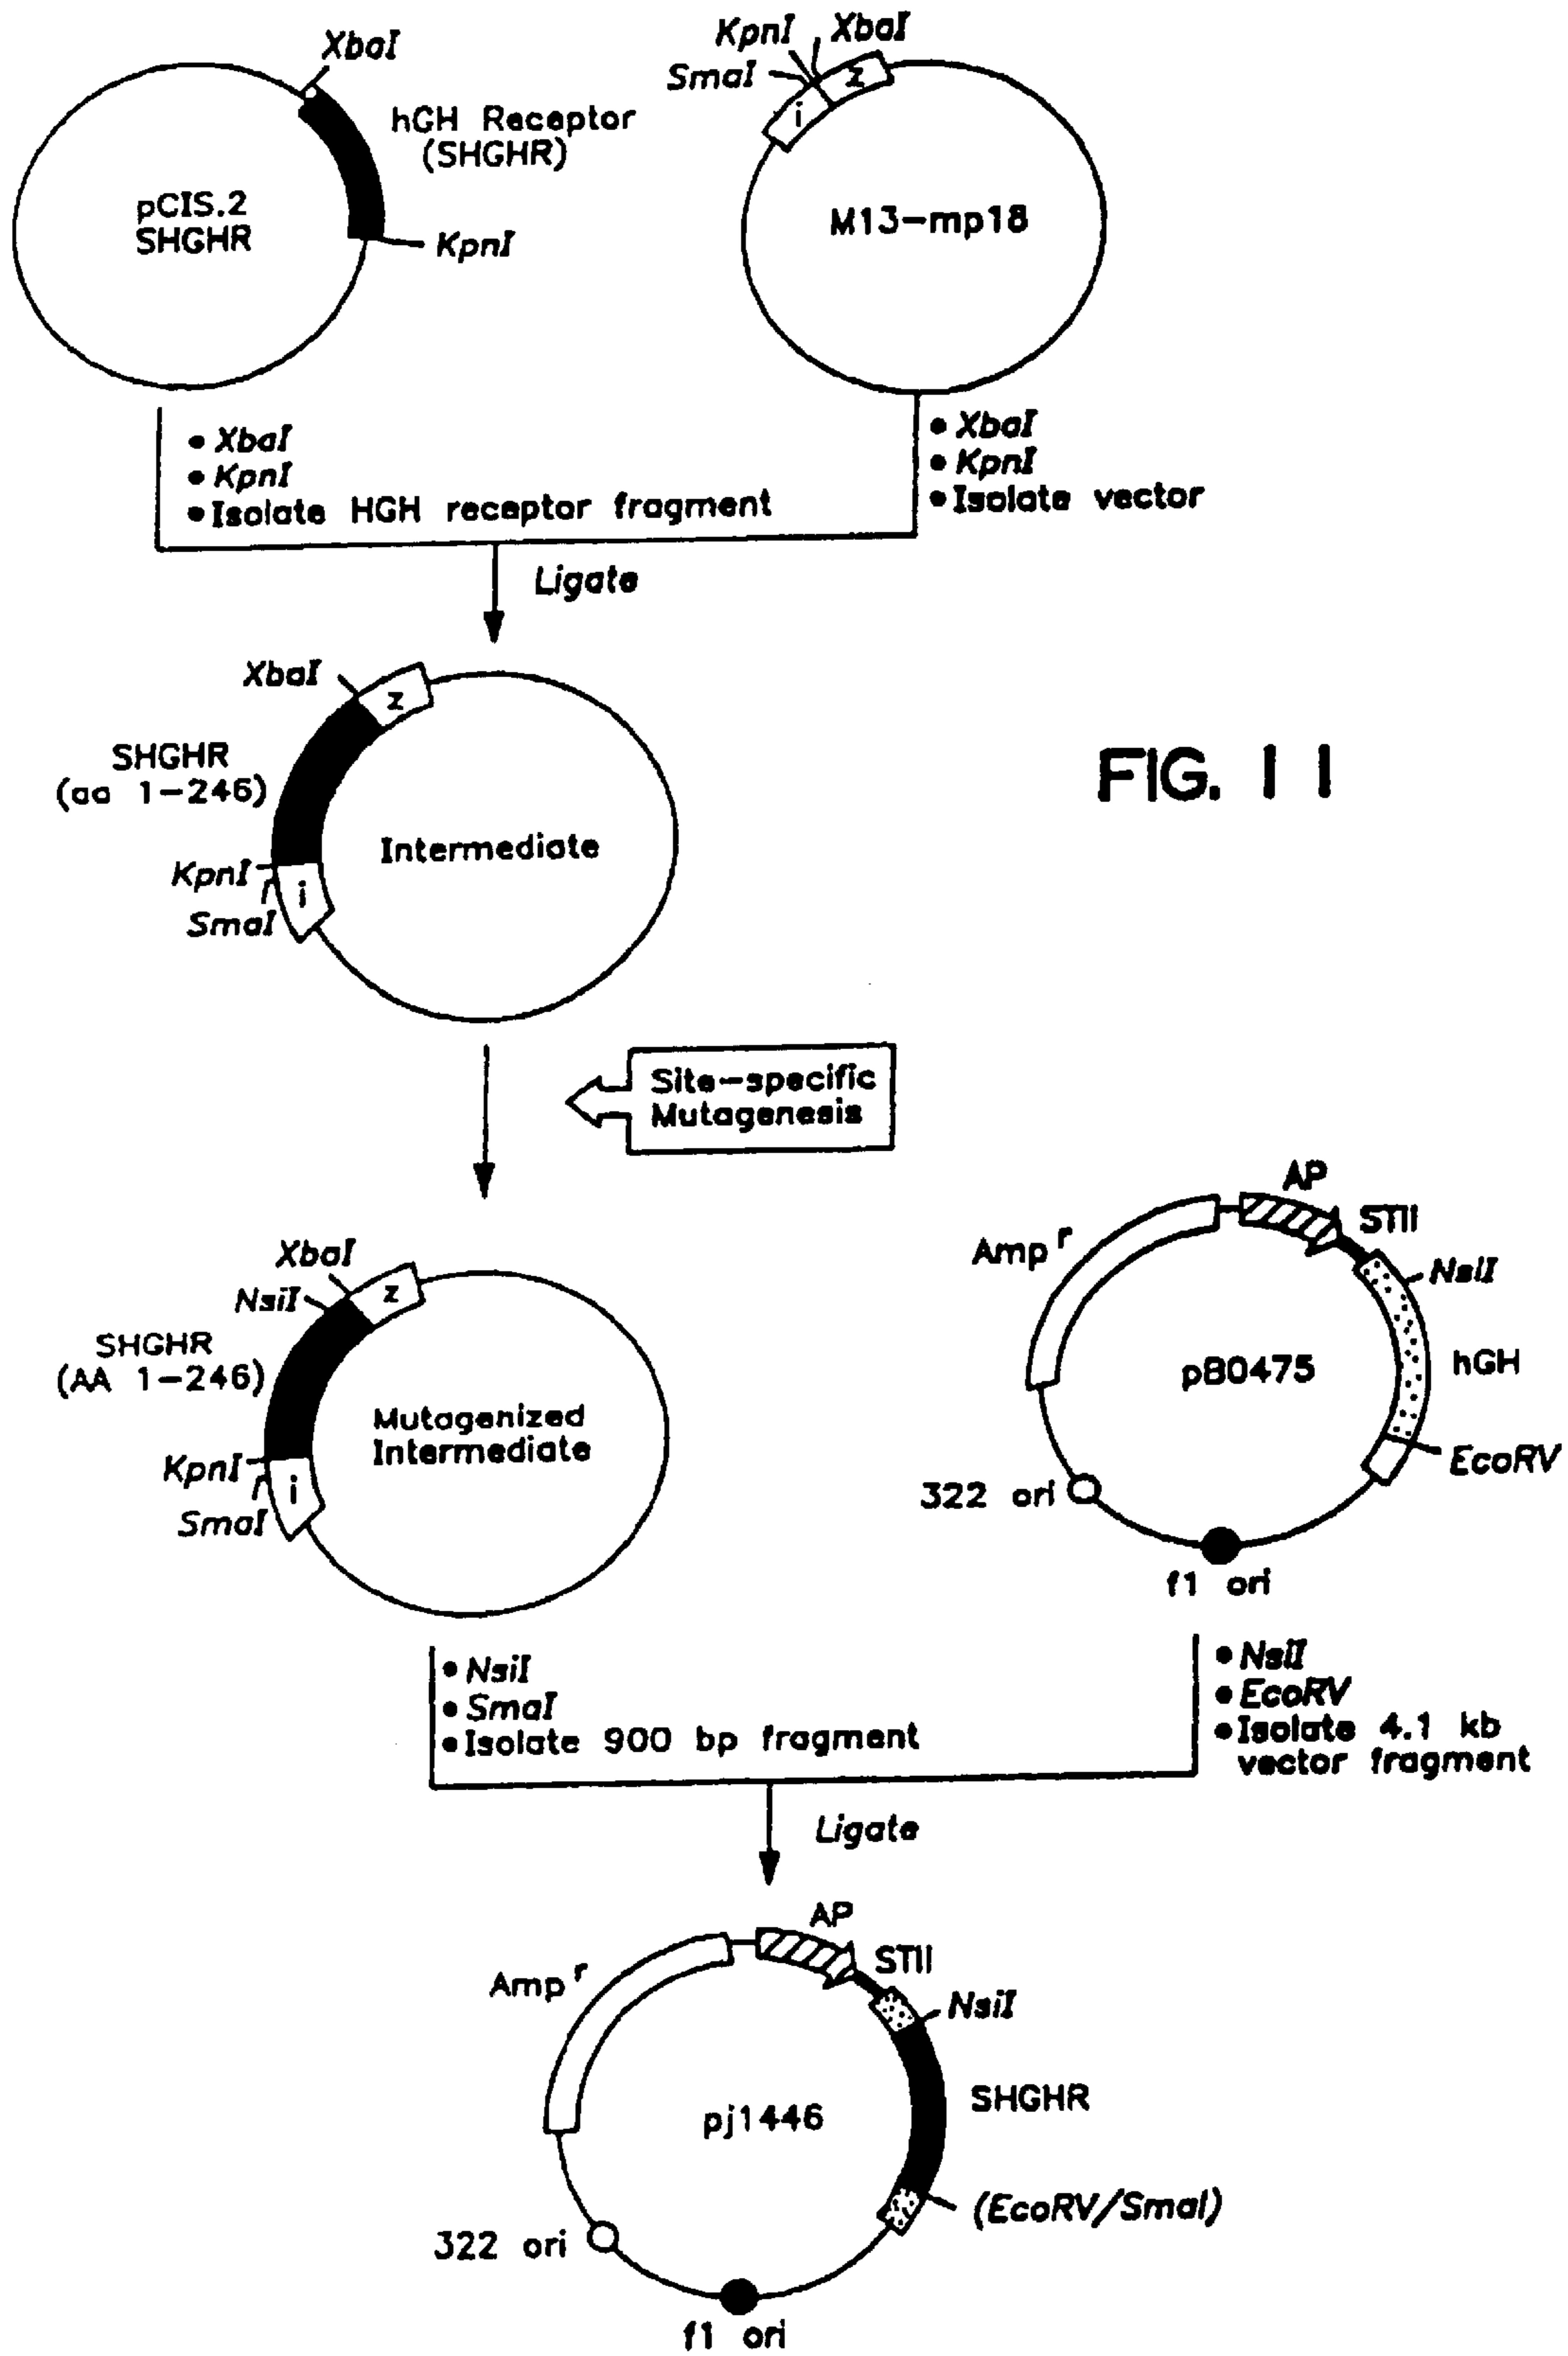 XbaI
hGH Receptor
(SHGHR)
KpnI
pCIS.2
SHGHR
KpnI
XbaI
SmaI
z
i
M13-mp18
• XbaI
• KpnI
• Isolate HGH receptor fragment
• XbaI
• KpnI
• Isolate vector
Ligate
XbaI
z
SHGHR
(aa 1-246)
Intermediate
KpnI
i
SmaI
FIG. 11
Site-specific
Mutagenesis
XbaI
z
NsiI
SHGHR
(AA 1-246)
Mutagenized
Intermediate
KpnI
i
SmaI
AP
STII
Amp r
NsiI
hGH
pB0475
EcoRV
322 ori
f1 ori
• NsiI
• SmaI
• Isolate 900 bp fragment
• NsiI
• EcoRV
• Isolate 4.1 kb
vector fragment
Ligate
AP
STII
Amp r
NsiI
SHGHR
pj1446
(EcoRV/SmaI)
322 ori
f1 ori